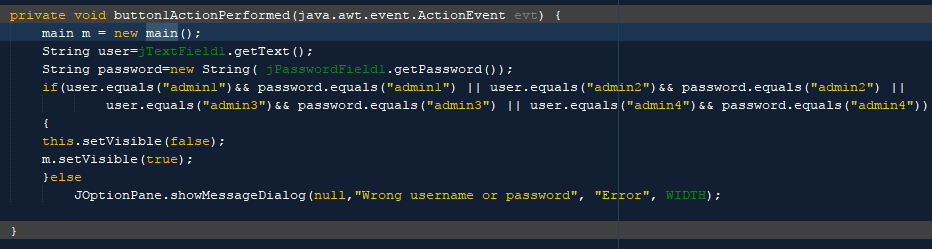 private void button1ActionPerformed(java.awt.event.ActionEvent evt) {
main m = new main();
String user=jTextField1.getText();
String password=new String( jPasswordField1.getPassword());
if(user.equals("admin1")&& password.equals("admin1") || user.equals("admin2")&& password.equals("admin2") ||
user.equals("admin3")&& password.equals("admin3") || user.equals("admin4")&& password.equals("admin4"))
{
this.setVisible(false);
m.setVisible(true);
}else
JOptionPane.showMessageDialog(null,"Wrong username or password", "Error", WIDTH);
}